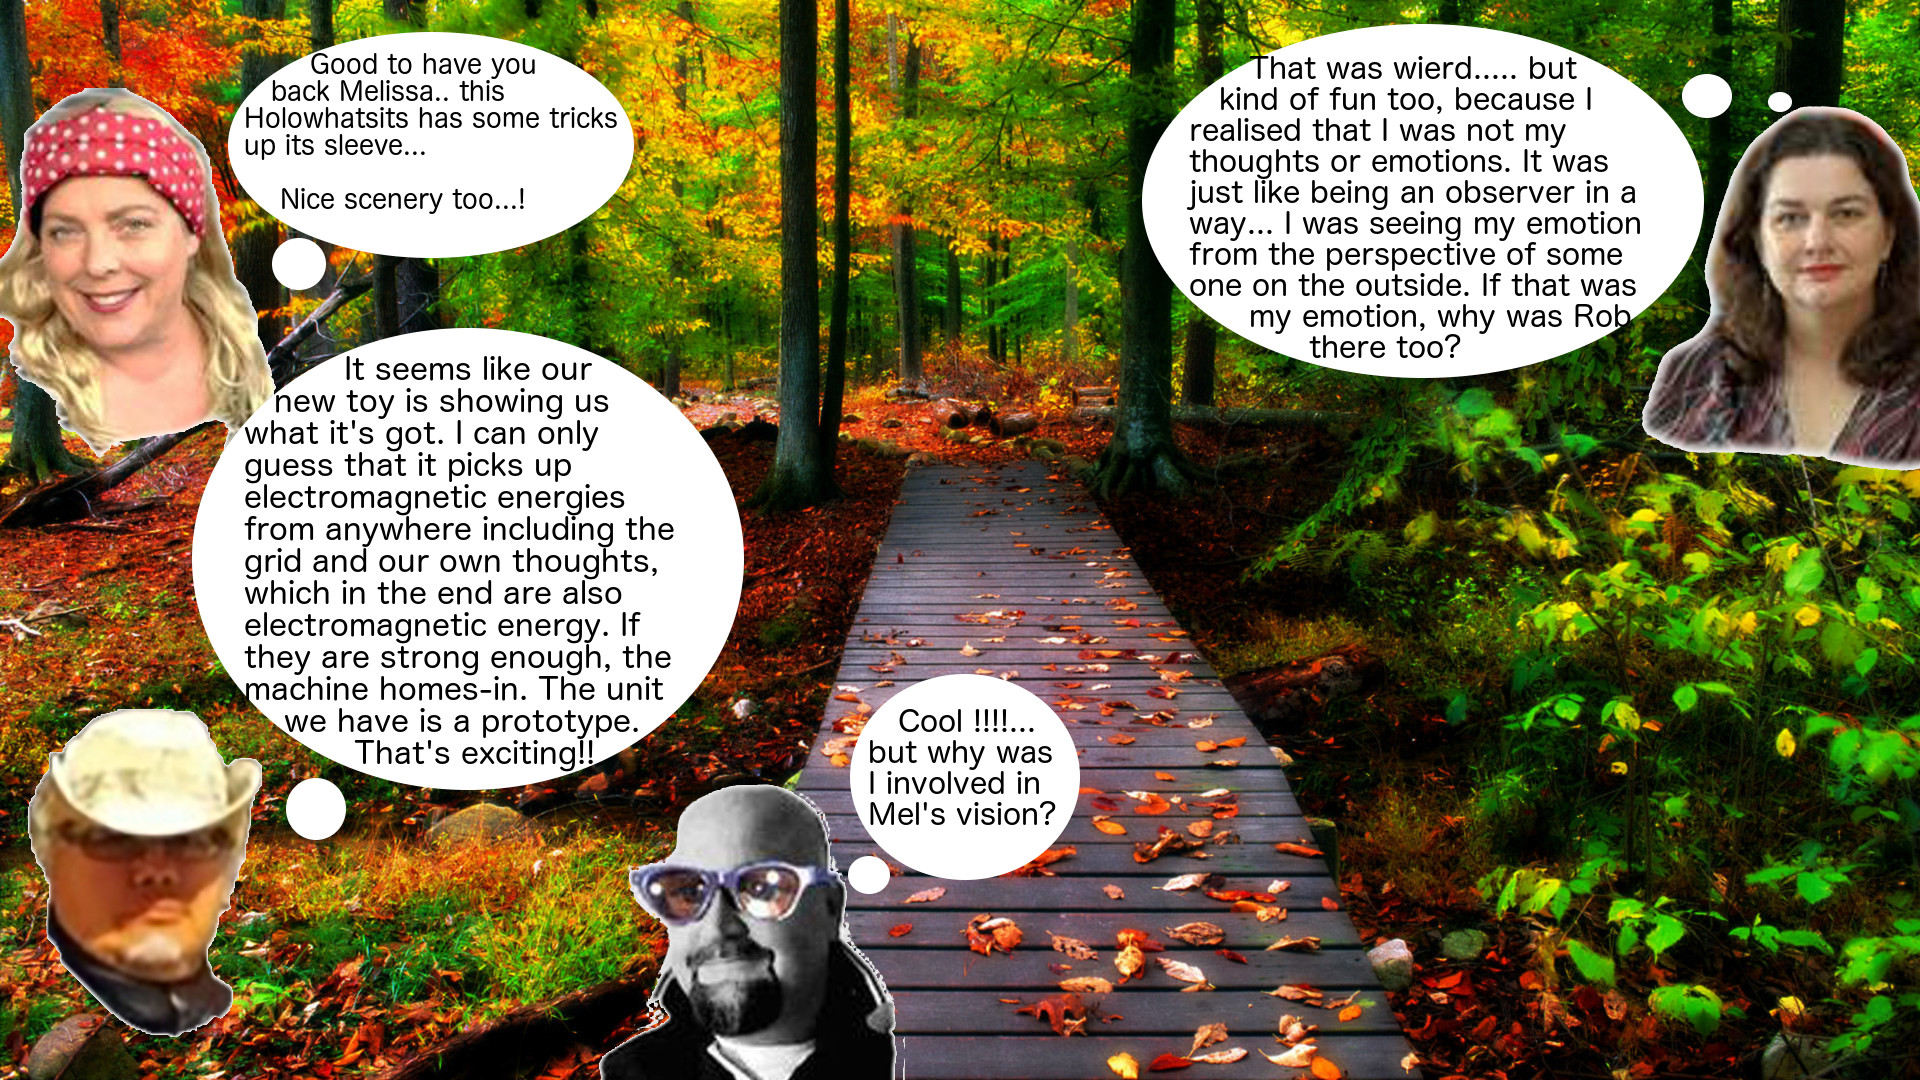 Good to have you
back Melissa.. this
Holowhatsits has some tricks
up its sleeve...
Nice scenery too...!
That was wierd..... but
kind of fun too, because I
realised that I was not my
thoughts or emotions. It was
just like being an observer in a
way... I was seeing my emotion
from the perspective of some
one on the outside. If that was
my emotion, why was Rob
there too?
It seems like our
new toy is showing us
what it's got. I can only
guess that it picks up
electromagnetic energies
from anywhere including the
grid and our own thoughts,
which in the end are also
electromagnetic energy. If
they are strong enough, the
machine homes-in. The unit
we have is a prototype.
That's exciting!!
Cool !!!!...
but why was
I involved in
Mel's vision?